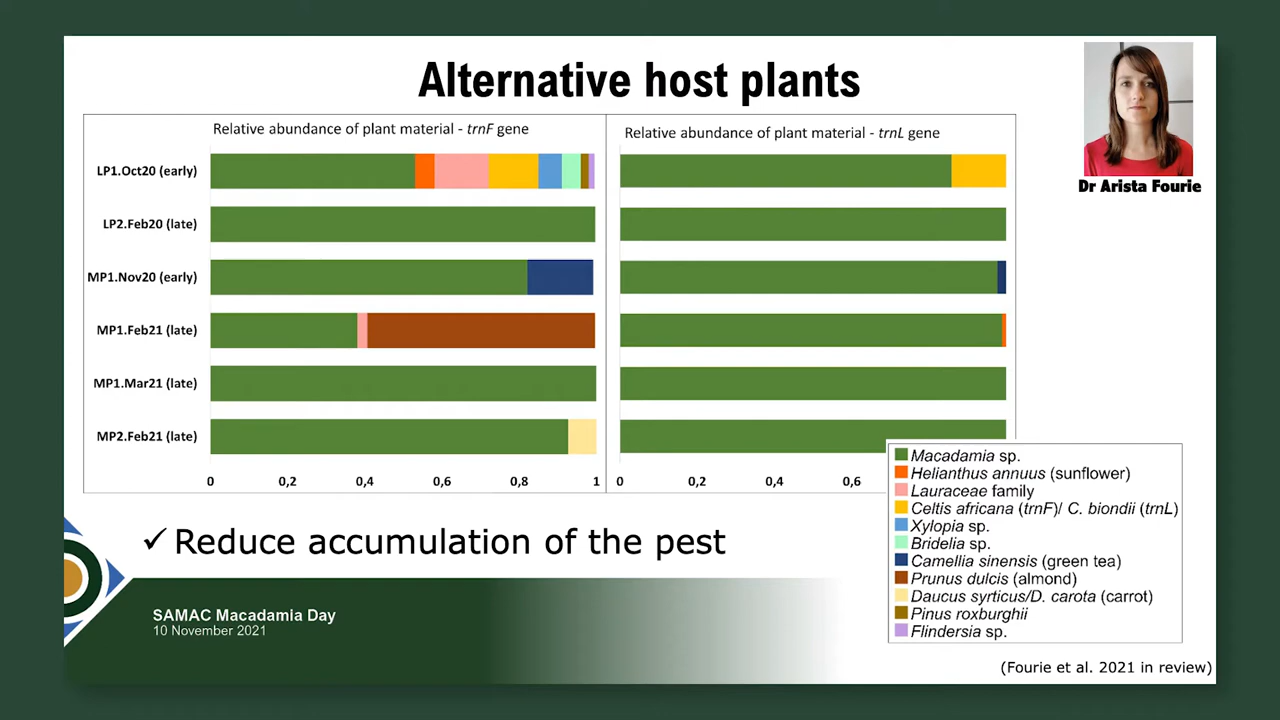 Alternative host plants
Dr Arista Fourie
Relative abundance of plant material - trnF gene
LP1.Oct20 (early)
LP2.Feb20 (late)
MP1.Nov20 (early)
MP1.Feb21 (late)
MP1.Mar21 (late)
MP2.Feb21 (late)
0 0,2 0,4 0,6 0,8 1
Relative abundance of plant material - trnL gene
0 0,2 0,4 0,6
Macadamia sp.
Helianthus annuus (sunflower)
Lauraceae family
Celtis africana (trnF)/ C. biondii (trnL)
Xylopia sp.
Bridelia sp.
Camellia sinensis (green tea)
Prunus dulcis (almond)
Daucus syrticus/D. carota (carrot)
Pinus roxburghii
Flindersia sp.
✓ Reduce accumulation of the pest
SAMAC Macadamia Day
10 November 2021
(Fourie et al. 2021 in review)